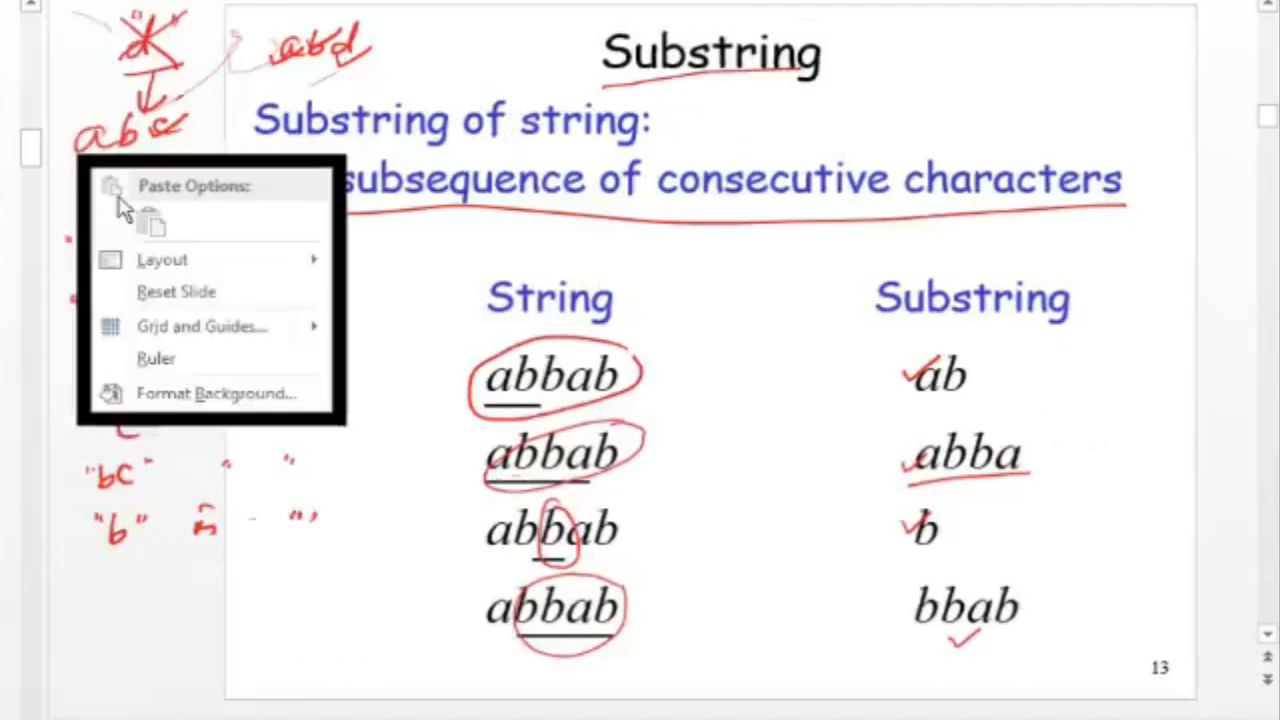 "d"
abd
Substring
abc
Substring of string:
subsequence of consecutive characters
Paste Options:
Layout
Reset Slide
Grid and Guides...
Ruler
Format Background...
String Substring
abbab ab
abbab abba
"bc" " "
abbab b
"b" " "
abbab bbab
13